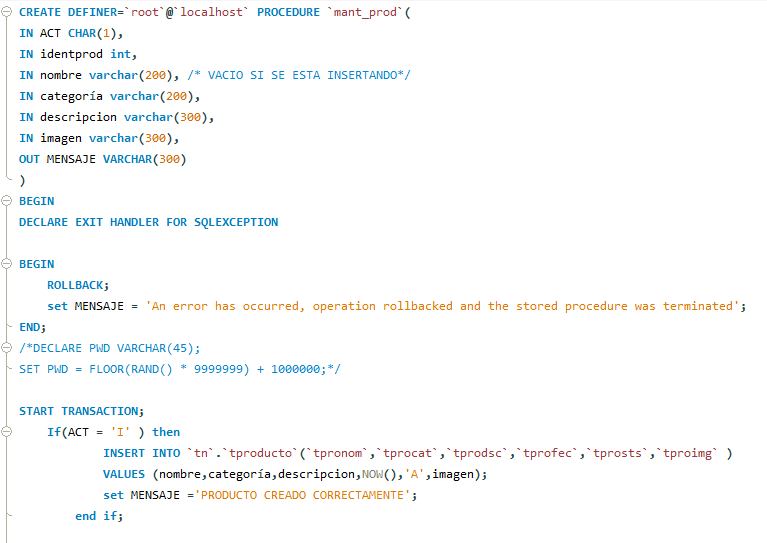 CREATE DEFINER=`root`@`localhost` PROCEDURE `mant_prod`(
IN ACT CHAR(1),
IN identprod int,
IN nombre varchar(200), /* VACIO SI SE ESTA INSERTANDO*/
IN categoría varchar(200),
IN descripcion varchar(300),
IN imagen varchar(300),
OUT MENSAJE VARCHAR(300)
)
BEGIN
DECLARE EXIT HANDLER FOR SQLEXCEPTION
BEGIN
ROLLBACK;
set MENSAJE = 'An error has occurred, operation rollbacked and the stored procedure was terminated';
END;
/*DECLARE PWD VARCHAR(45);
SET PWD = FLOOR(RAND() * 9999999) + 1000000;*/
START TRANSACTION;
If(ACT = 'I' ) then
INSERT INTO `tn`.`tproducto`(`tpronom`,`tprocat`,`tprodsc`,`tprofec`,`tprosts`,`tproimg` )
VALUES (nombre,categoría,descripcion,NOW(),'A',imagen);
set MENSAJE ='PRODUCTO CREADO CORRECTAMENTE';
end if;